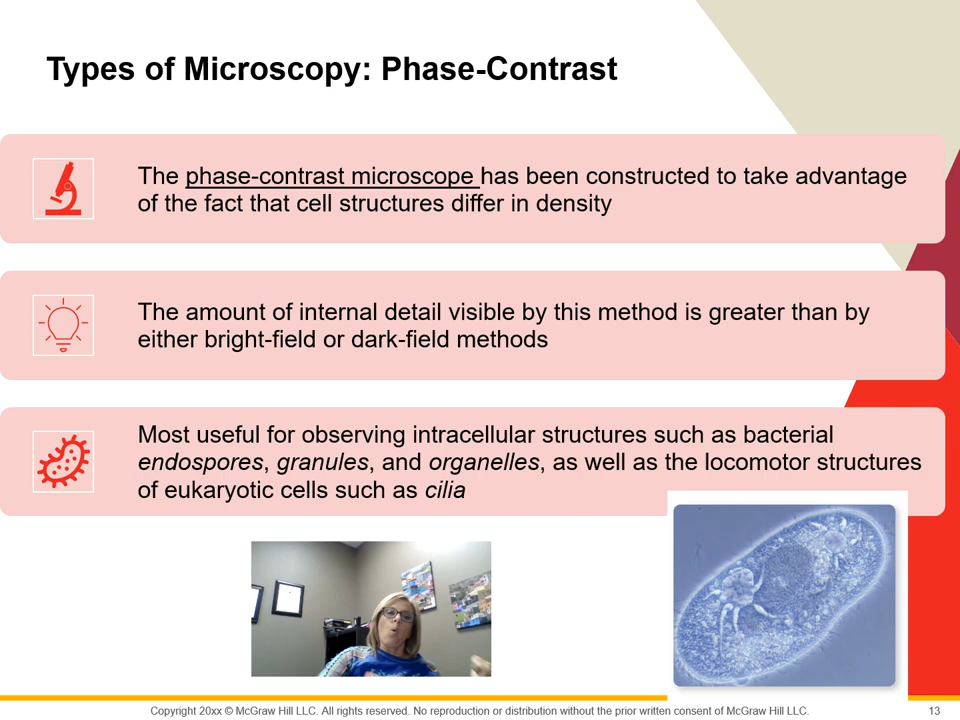 Types of Microscopy: Phase-Contrast
The phase-contrast microscope has been constructed to take advantage
of the fact that cell structures differ in density
The amount of internal detail visible by this method is greater than by
either bright-field or dark-field methods
Most useful for observing intracellular structures such as bacterial
endospores, granules, and organelles, as well as the locomotor structures
of eukaryotic cells such as cilia
Copyright 20xx © McGraw Hill LLC. All rights reserved. No reproduction or distribution without the prior written consent of McGraw Hill LLC.
13